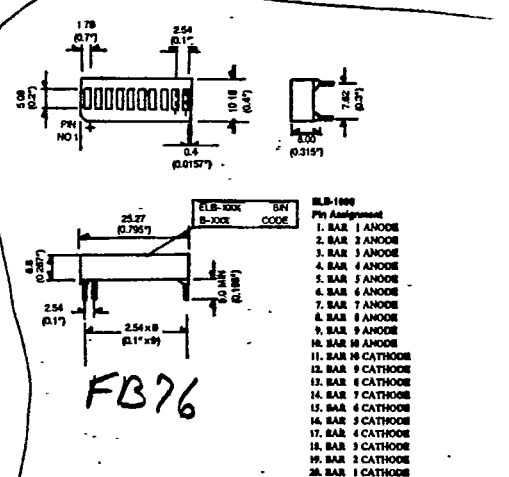 1.78
(0.7")
2.54
(0.1")
5.08
(0.2")
10.16
(0.4")
PIN
NO 1
0.4
(0.0157")
7.62
(0.3")
8.00
(0.315")
ELB-XXX BIN
B-XXX CODE
25.27
(0.795")
6.8
(0.267")
5.0 MIN
2.54
(0.1")
2.54x9
(0.1"x9)
FB76
ELB-1000
Pin Assignment
1. BAR 1 ANODE
2. BAR 2 ANODE
3. BAR 3 ANODE
4. BAR 4 ANODE
5. BAR 5 ANODE
6. BAR 6 ANODE
7. BAR 7 ANODE
8. BAR 8 ANODE
9. BAR 9 ANODE
10. BAR 10 ANODE
11. BAR 10 CATHODE
12. BAR 9 CATHODE
13. BAR 8 CATHODE
14. BAR 7 CATHODE
15. BAR 6 CATHODE
16. BAR 5 CATHODE
17. BAR 4 CATHODE
18. BAR 3 CATHODE
19. BAR 2 CATHODE
20. BAR 1 CATHODE